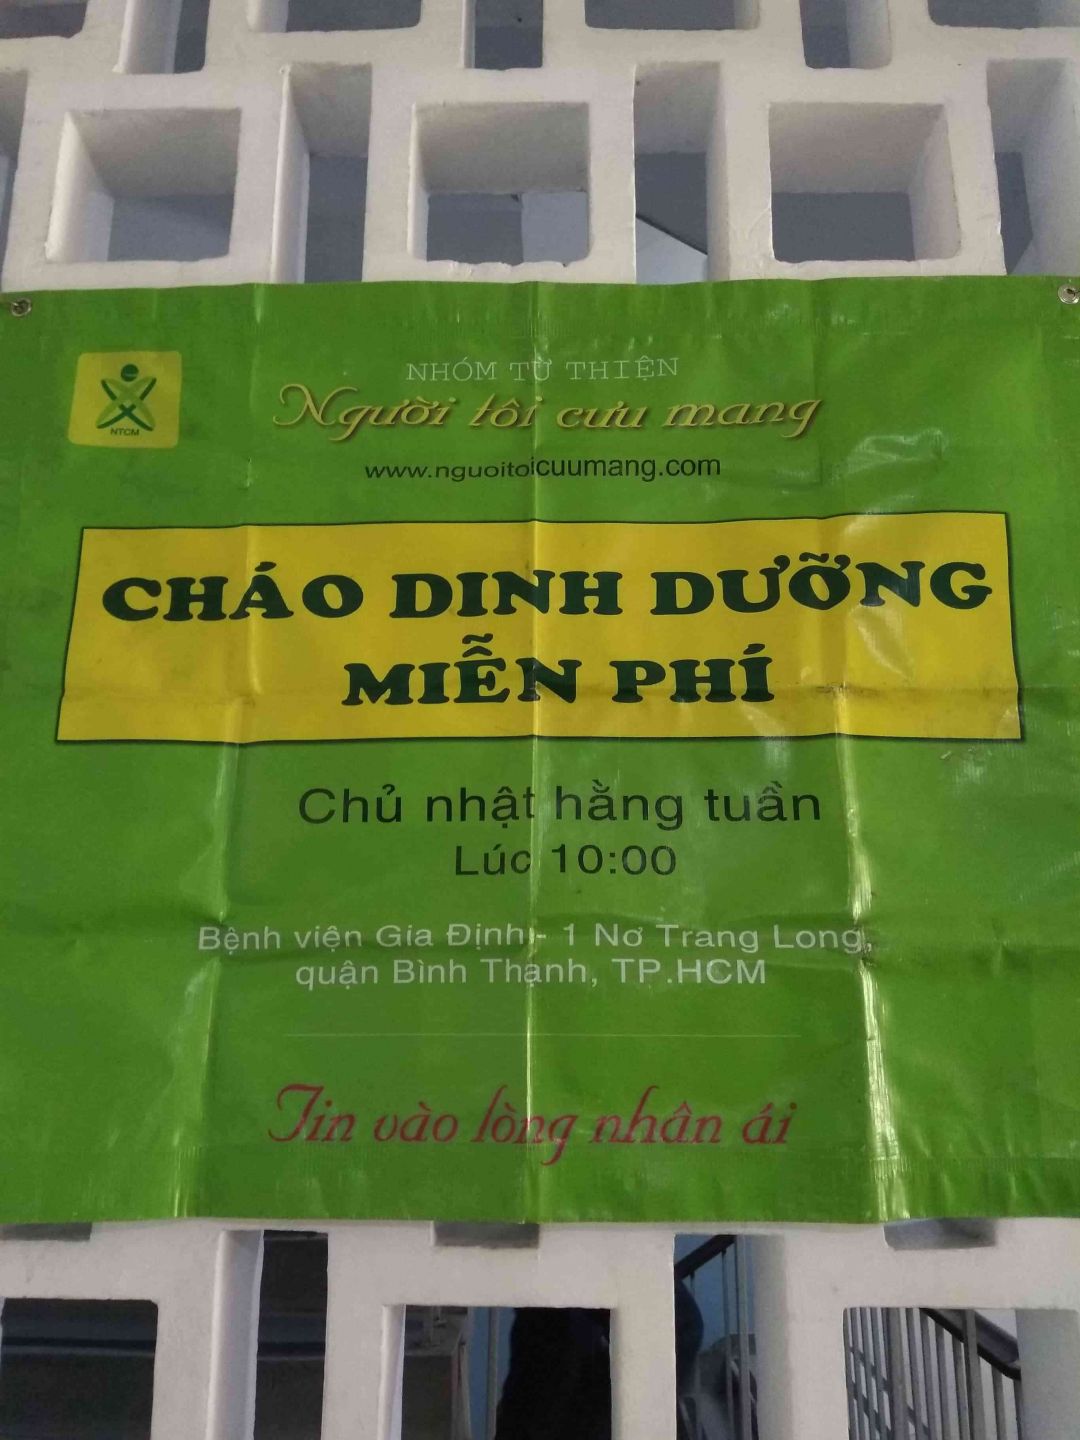 NTCM
NHÓM TỪ THIỆN
Người tôi cưu mang
www.nguoitoicuumang.com
CHÁO DINH DƯỠNG
MIỄN PHÍ
Chủ nhật hằng tuần
Lúc 10:00
Bệnh viện Gia Định - 1 Nơ Trang Long,
quận Bình Thạnh, TP.HCM
Tin vào lòng nhân ái